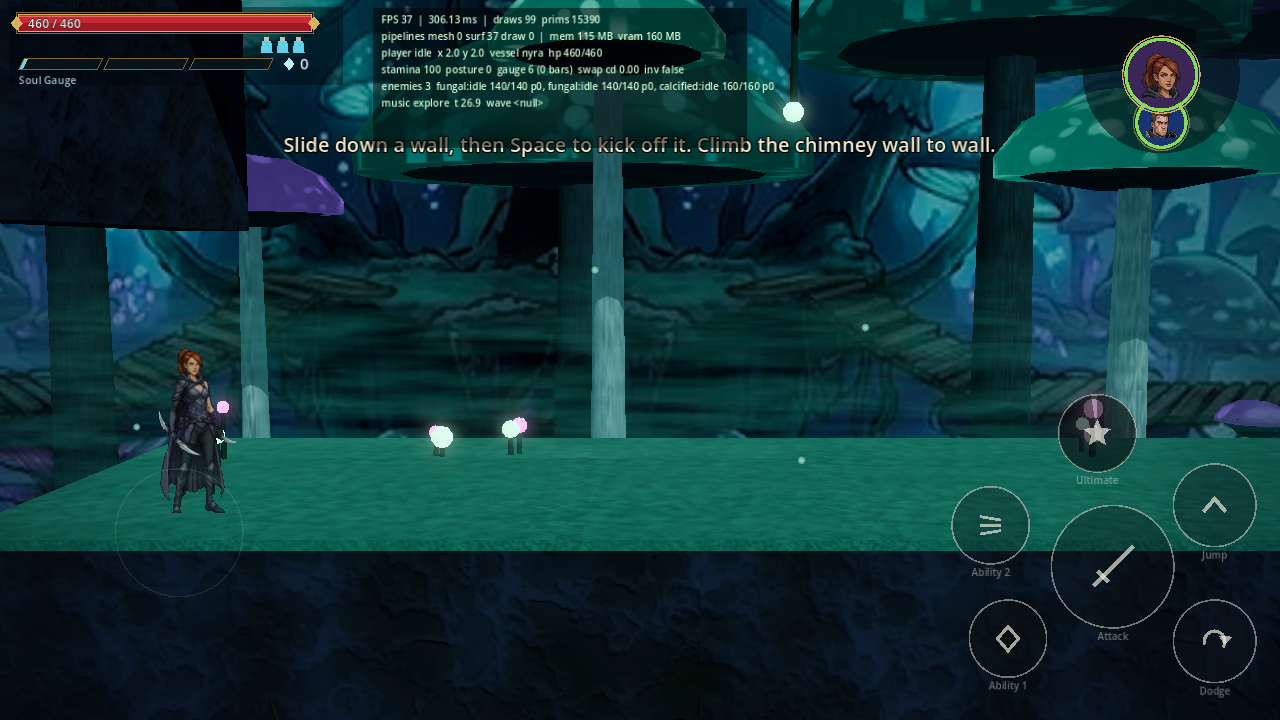 460 / 460
0
Soul Gauge
FPS 37 | 306.13 ms | draws 99 prims 15390
pipelines mesh 0 surf 37 draw 0 | mem 115 MB vram 160 MB
player idle x 2.0 y 2.0 vessel nyra hp 460/460
stamina 100 posture 0 gauge 6 (0 bars) swap cd 0.00 inv false
enemies 3 fungal:idle 140/140 p0, fungal:idle 140/140 p0, calcified:idle 160/160 p0
music explore t 26.9 wave <null>
Slide down a wall, then Space to kick off it. Climb the chimney wall to wall.
Ultimate
Jump
Ability 2
Attack
Ability 1
Dodge